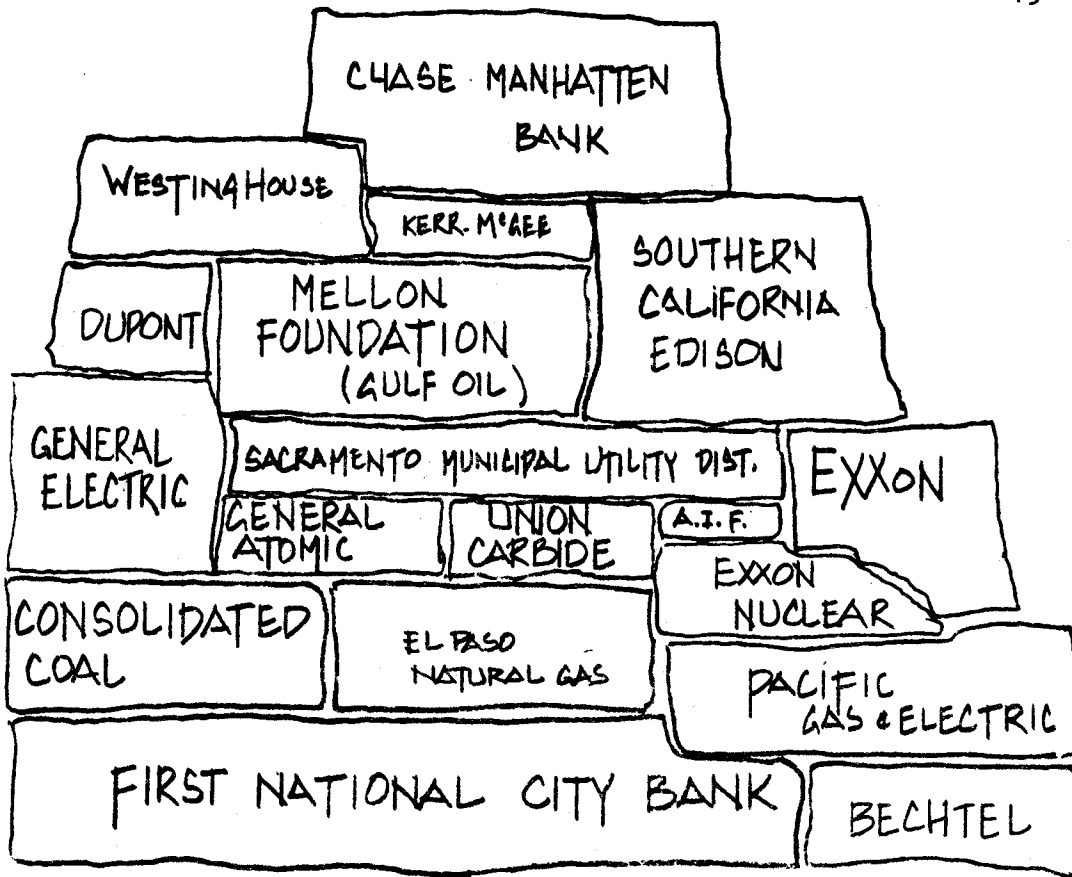 CHASE MANHATTEN
BANK
WESTINGHOUSE
KERR-McGEE
SOUTHERN
CALIFORNIA
EDISON
DUPONT
MELLON
FOUNDATION
(GULF OIL)
GENERAL
ELECTRIC
SACRAMENTO MUNICIPAL UTILITY DIST.
EXXON
GENERAL
ATOMIC
UNION
CARBIDE
A.I.F.
EXXON
NUCLEAR
CONSOLIDATED
COAL
EL PASO
NATURAL GAS
PACIFIC
GAS & ELECTRIC
FIRST NATIONAL CITY BANK
BECHTEL